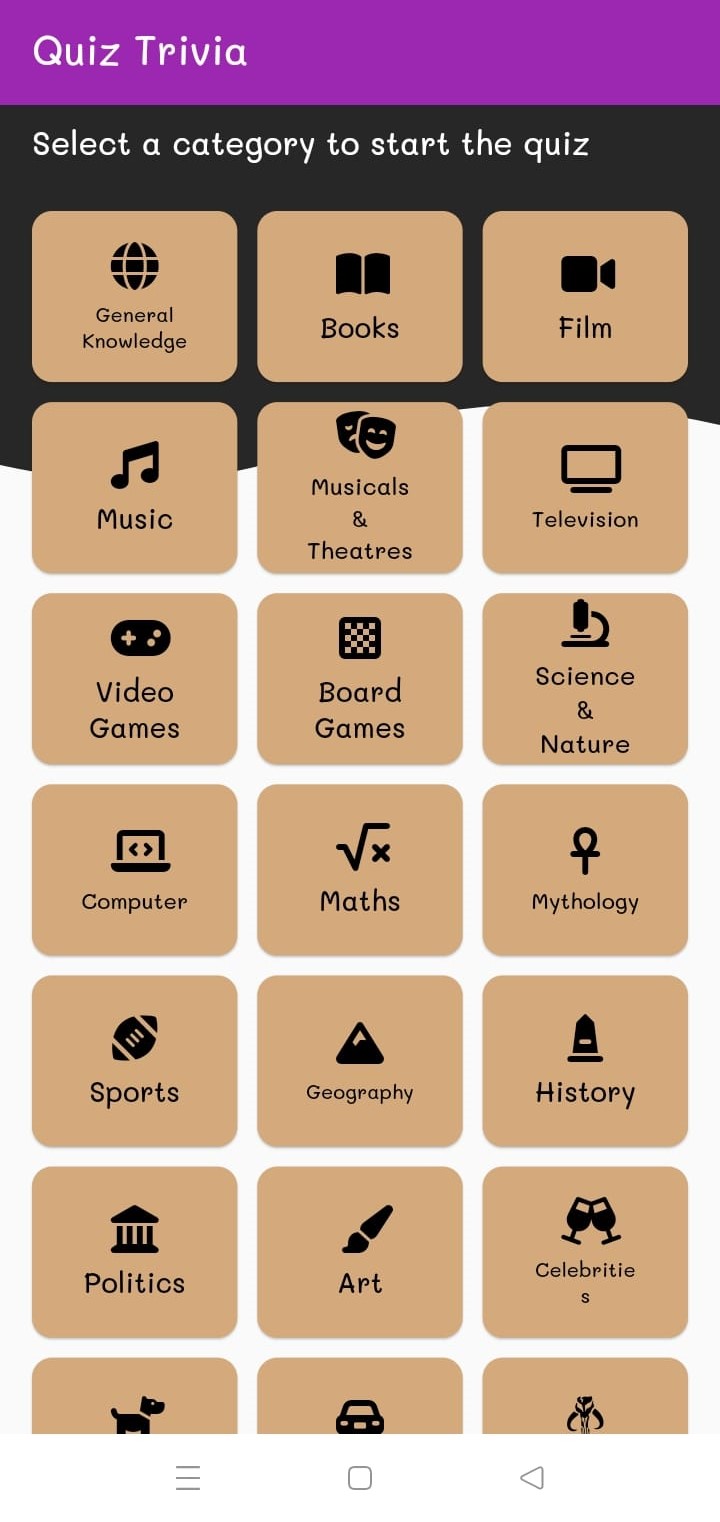 Quiz Trivia
Select a category to start the quiz
General
Knowledge
Books
Film
Music
Musicals
&
Theatres
Television
Video
Games
Board
Games
Science
&
Nature
Computer
Maths
Mythology
Sports
Geography
History
Politics
Art
Celebritie
s